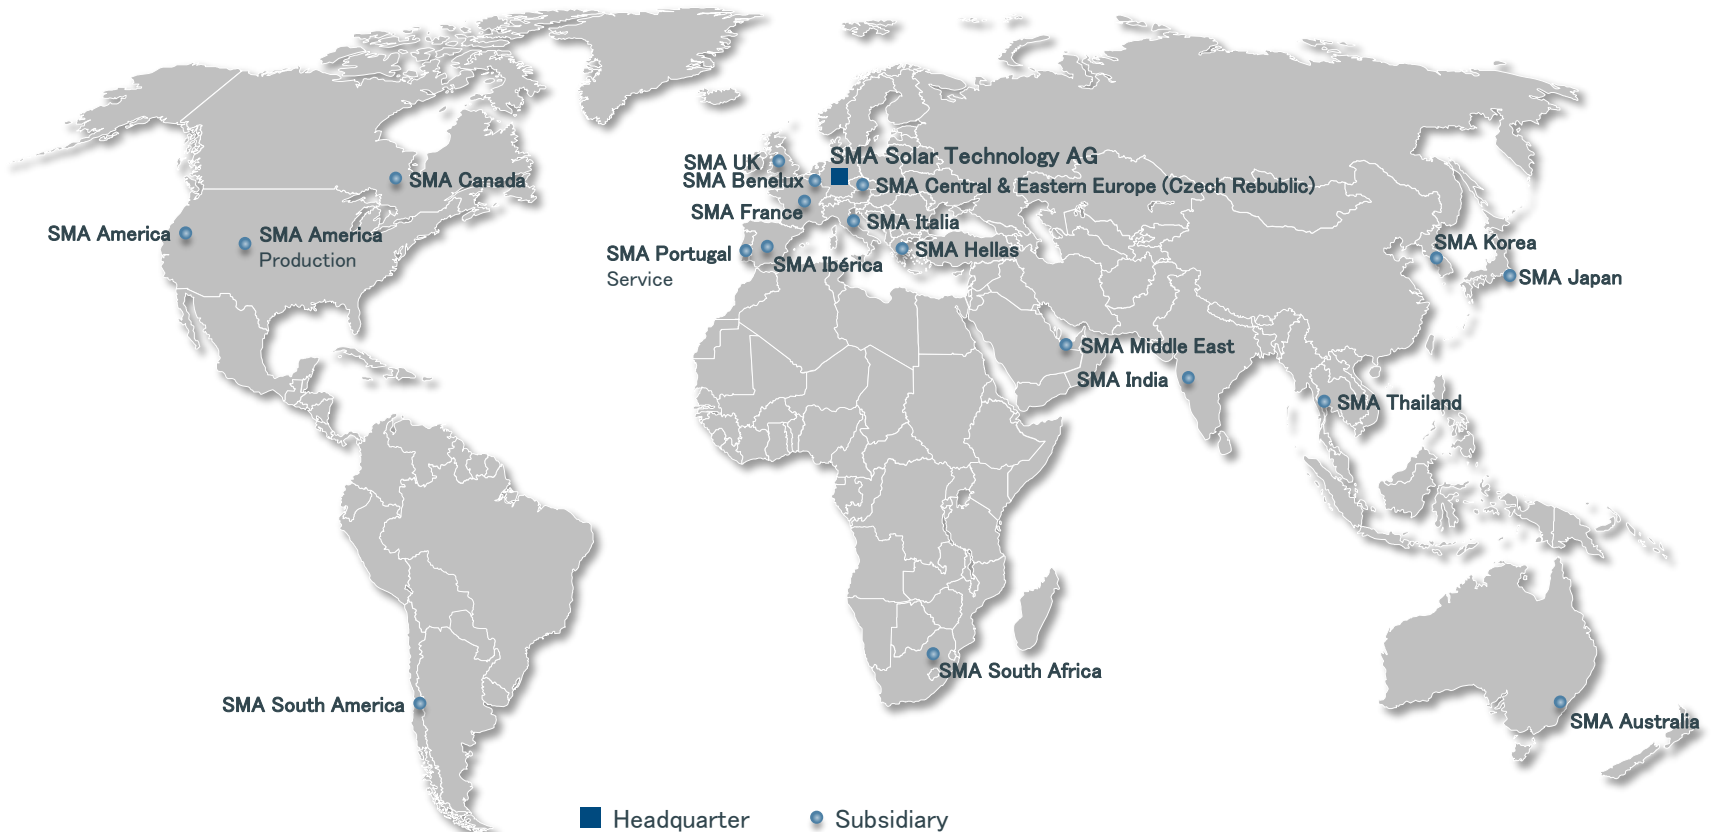 SMA UK
SMA Solar Technology AG
SMA Benelux
SMA Central & Eastern Europe (Czech Rebublic)
SMA Canada
SMA France
SMA Italia
SMA America
SMA America
Production
SMA Portugal
Service
SMA Ibérica
SMA Hellas
SMA Korea
SMA Japan
SMA Middle East
SMA India
SMA Thailand
SMA South Africa
SMA South America
SMA Australia
Headquarter
Subsidiary